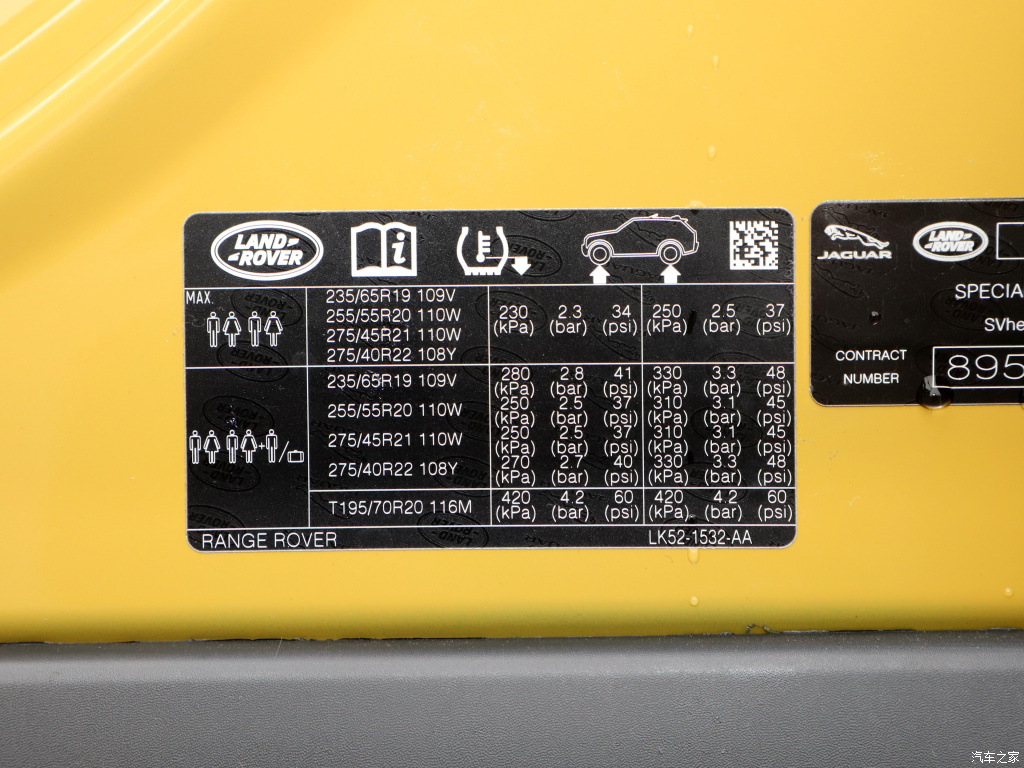 LAND ROVER
MAX.
235/65R19 109V
255/55R20 110W
275/45R21 110W
275/40R22 108Y
230 2.3 34 250 2.5 37
(kPa) (bar) (psi) (kPa) (bar) (psi)
235/65R19 109V 280 2.8 41 330 3.3 48
(kPa) (bar) (psi) (kPa) (bar) (psi)
255/55R20 110W 250 2.5 37 310 3.1 45
(kPa) (bar) (psi) (kPa) (bar) (psi)
275/45R21 110W 250 2.5 37 310 3.1 45
(kPa) (bar) (psi) (kPa) (bar) (psi)
275/40R22 108Y 270 2.7 40 330 3.3 48
(kPa) (bar) (psi) (kPa) (bar) (psi)
T195/70R20 116M 420 4.2 60 420 4.2 60
(kPa) (bar) (psi) (kPa) (bar) (psi)
RANGE ROVER LK52-1532-AA
JAGUAR
LAND ROVER
SPECIA
SVhe
CONTRACT
NUMBER
895
汽车之家